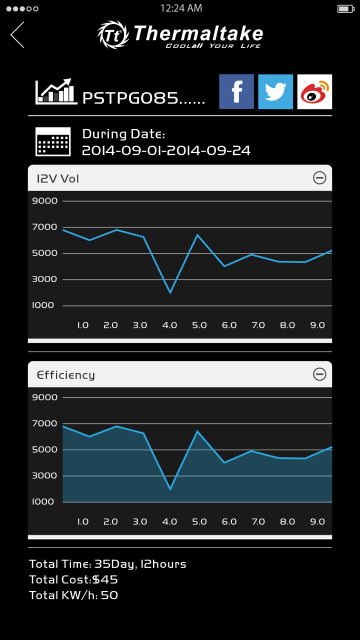 12:24 AM
Tt Thermaltake
COOLall YOUR LIFE
PSTPG085......
During Date:
2014-09-01-2014-09-24
12V Vol
9000
7000
5000
3000
1000
1.0 2.0 3.0 4.0 5.0 6.0 7.0 8.0 9.0
Efficiency
9000
7000
5000
3000
1000
1.0 2.0 3.0 4.0 5.0 6.0 7.0 8.0 9.0
Total Time: 35Day, 12hours
Total Cost:$45
Total KW/h: 50